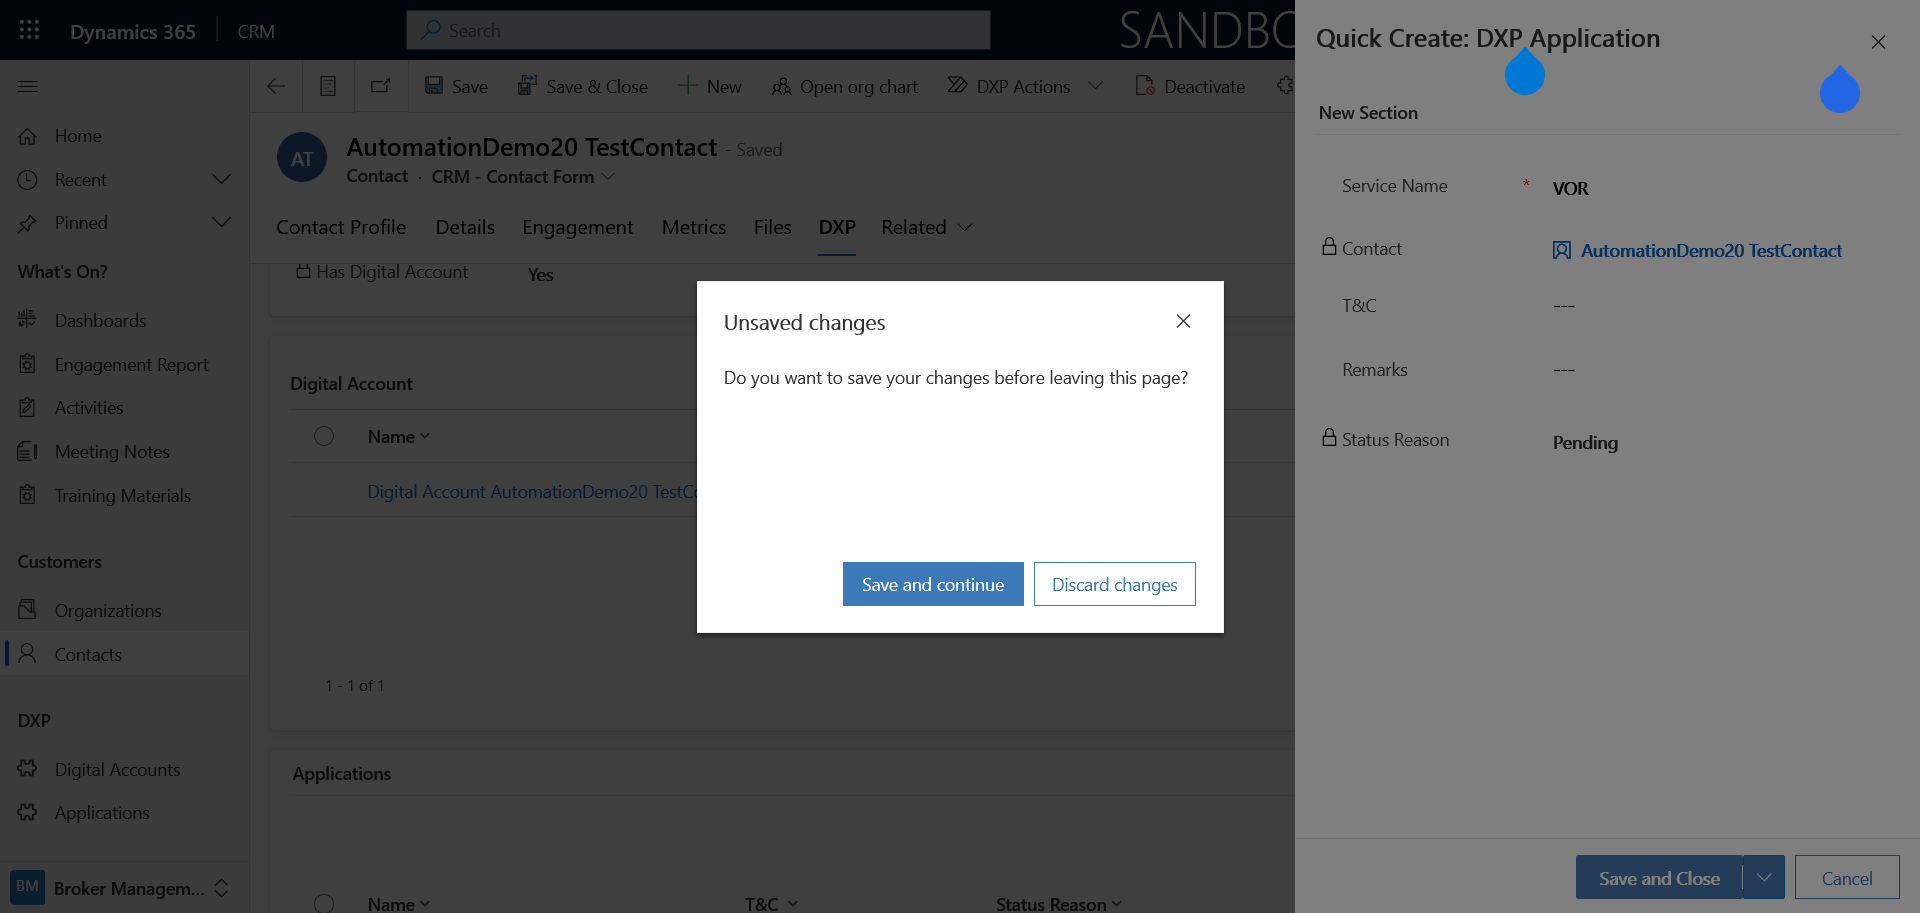 Dynamics 365
CRM
Search
SANDBO
Home
Recent
Pinned
What's On?
Dashboards
Engagement Report
Activities
Meeting Notes
Training Materials
Customers
Organizations
Contacts
DXP
Digital Accounts
Applications
BM
Broker Managem...
Save
Save & Close
New
Open org chart
DXP Actions
Deactivate
AT
AutomationDemo20 TestContact - Saved
Contact · CRM - Contact Form
Contact Profile
Details
Engagement
Metrics
Files
DXP
Related
Has Digital Account
Yes
Digital Account
Name
Digital Account AutomationDemo20 TestCo
1 - 1 of 1
Applications
Name
T&C
Status Reason
Unsaved changes
Do you want to save your changes before leaving this page?
Save and continue
Discard changes
Quick Create: DXP Application
New Section
Service Name
*
VOR
Contact
AutomationDemo20 TestContact
T&C
---
Remarks
---
Status Reason
Pending
Save and Close
Cancel